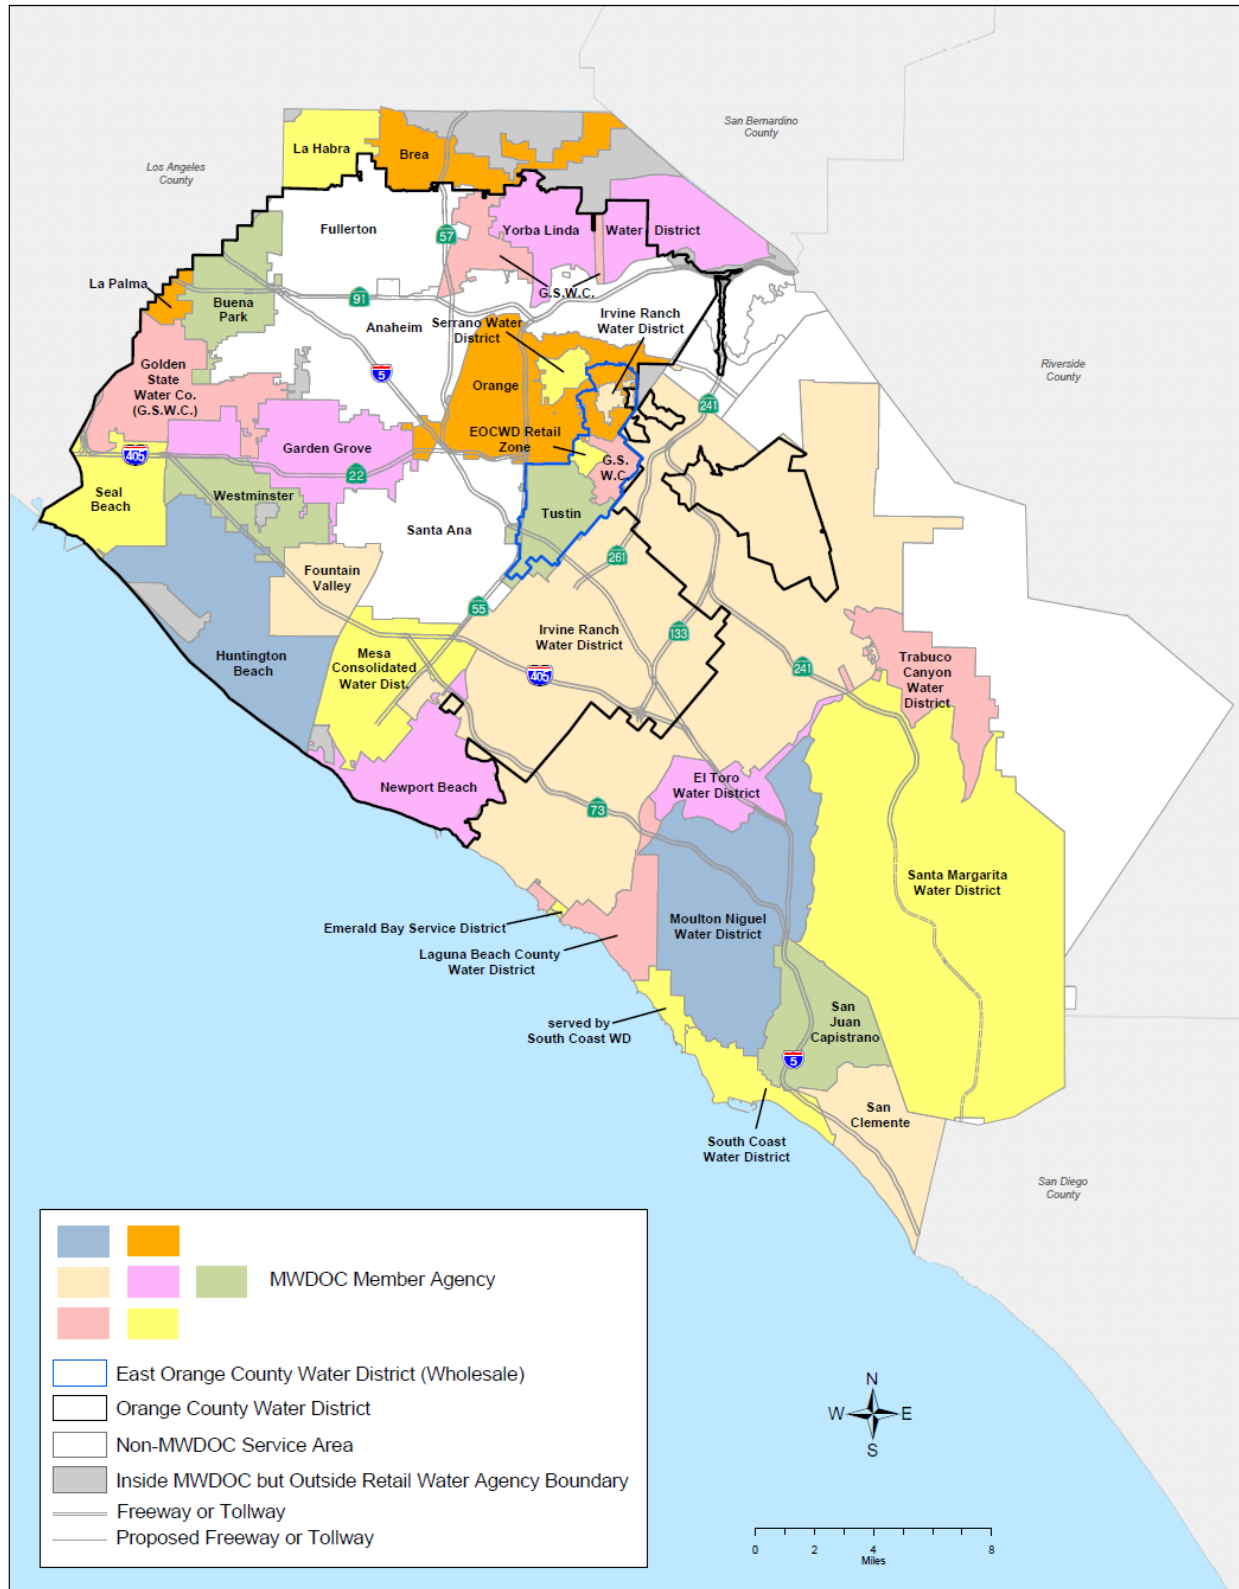 San Bernardino
County
Los Angeles
County
La Habra
Brea
Fullerton
57
Yorba Linda
Water
District
La Palma
G.S.W.C.
91
Buena
Park
Anaheim
Serrano Water
District
Irvine Ranch
Water District
Riverside
County
Golden
State
Water Co.
(G.S.W.C.)
5
Orange
241
EOCWD Retail
Zone
405
Garden Grove
22
G.S.
W.C.
Seal
Beach
Westminster
Tustin
Santa Ana
261
Fountain
Valley
55
Irvine Ranch
Water District
133
Huntington
Beach
Mesa
Consolidated
Water Dist.
405
241
Trabuco
Canyon
Water
District
Newport Beach
El Toro
Water District
73
Santa Margarita
Water District
Emerald Bay Service District
Moulton Niguel
Water District
Laguna Beach County
Water District
served by
South Coast WD
San
Juan
Capistrano
5
San
Clemente
South Coast
Water District
San Diego
County
MWDOC Member Agency
East Orange County Water District (Wholesale)
Orange County Water District
Non-MWDOC Service Area
Inside MWDOC but Outside Retail Water Agency Boundary
Freeway or Tollway
Proposed Freeway or Tollway
N
W
E
S
0 2 4 8
Miles